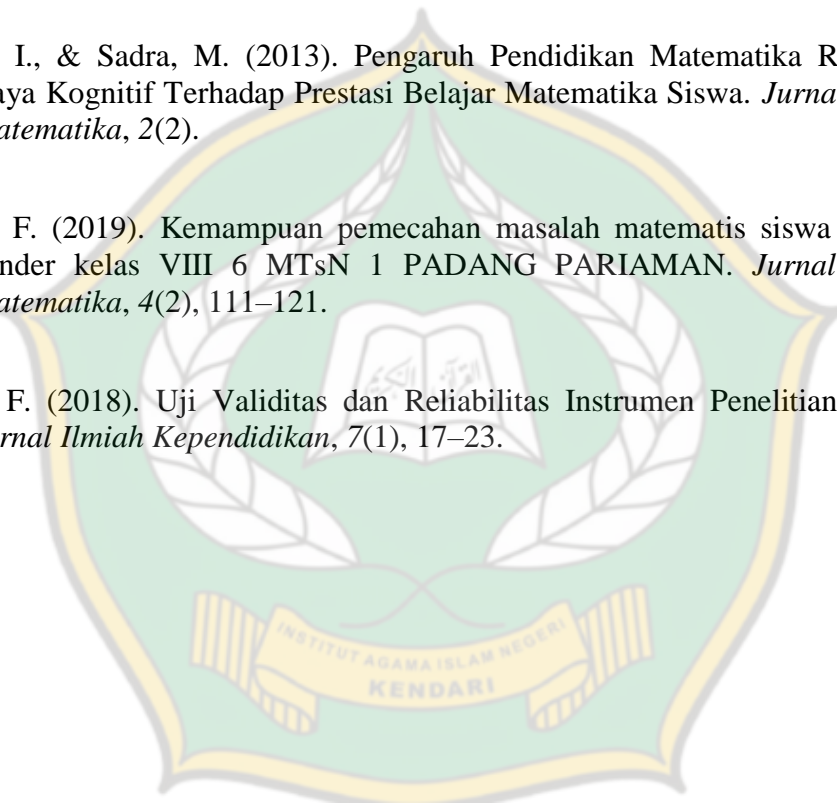 I., & Sadra, M. (2013). Pengaruh Pendidikan Matematika R
aya Kognitif Terhadap Prestasi Belajar Matematika Siswa. Jurna
atematika, 2(2).
F. (2019). Kemampuan pemecahan masalah matematis siswa
nder kelas VIII 6 MTsN 1 PADANG PARIAMAN. Jurnal
atematika, 4(2), 111–121.
القرآن الكريم
F. (2018). Uji Validitas dan Reliabilitas Instrumen Penelitian
rnal Ilmiah Kependidikan, 7(1), 17–23.
INSTITUT AGAMA ISLAM NEGERI
KENDARI